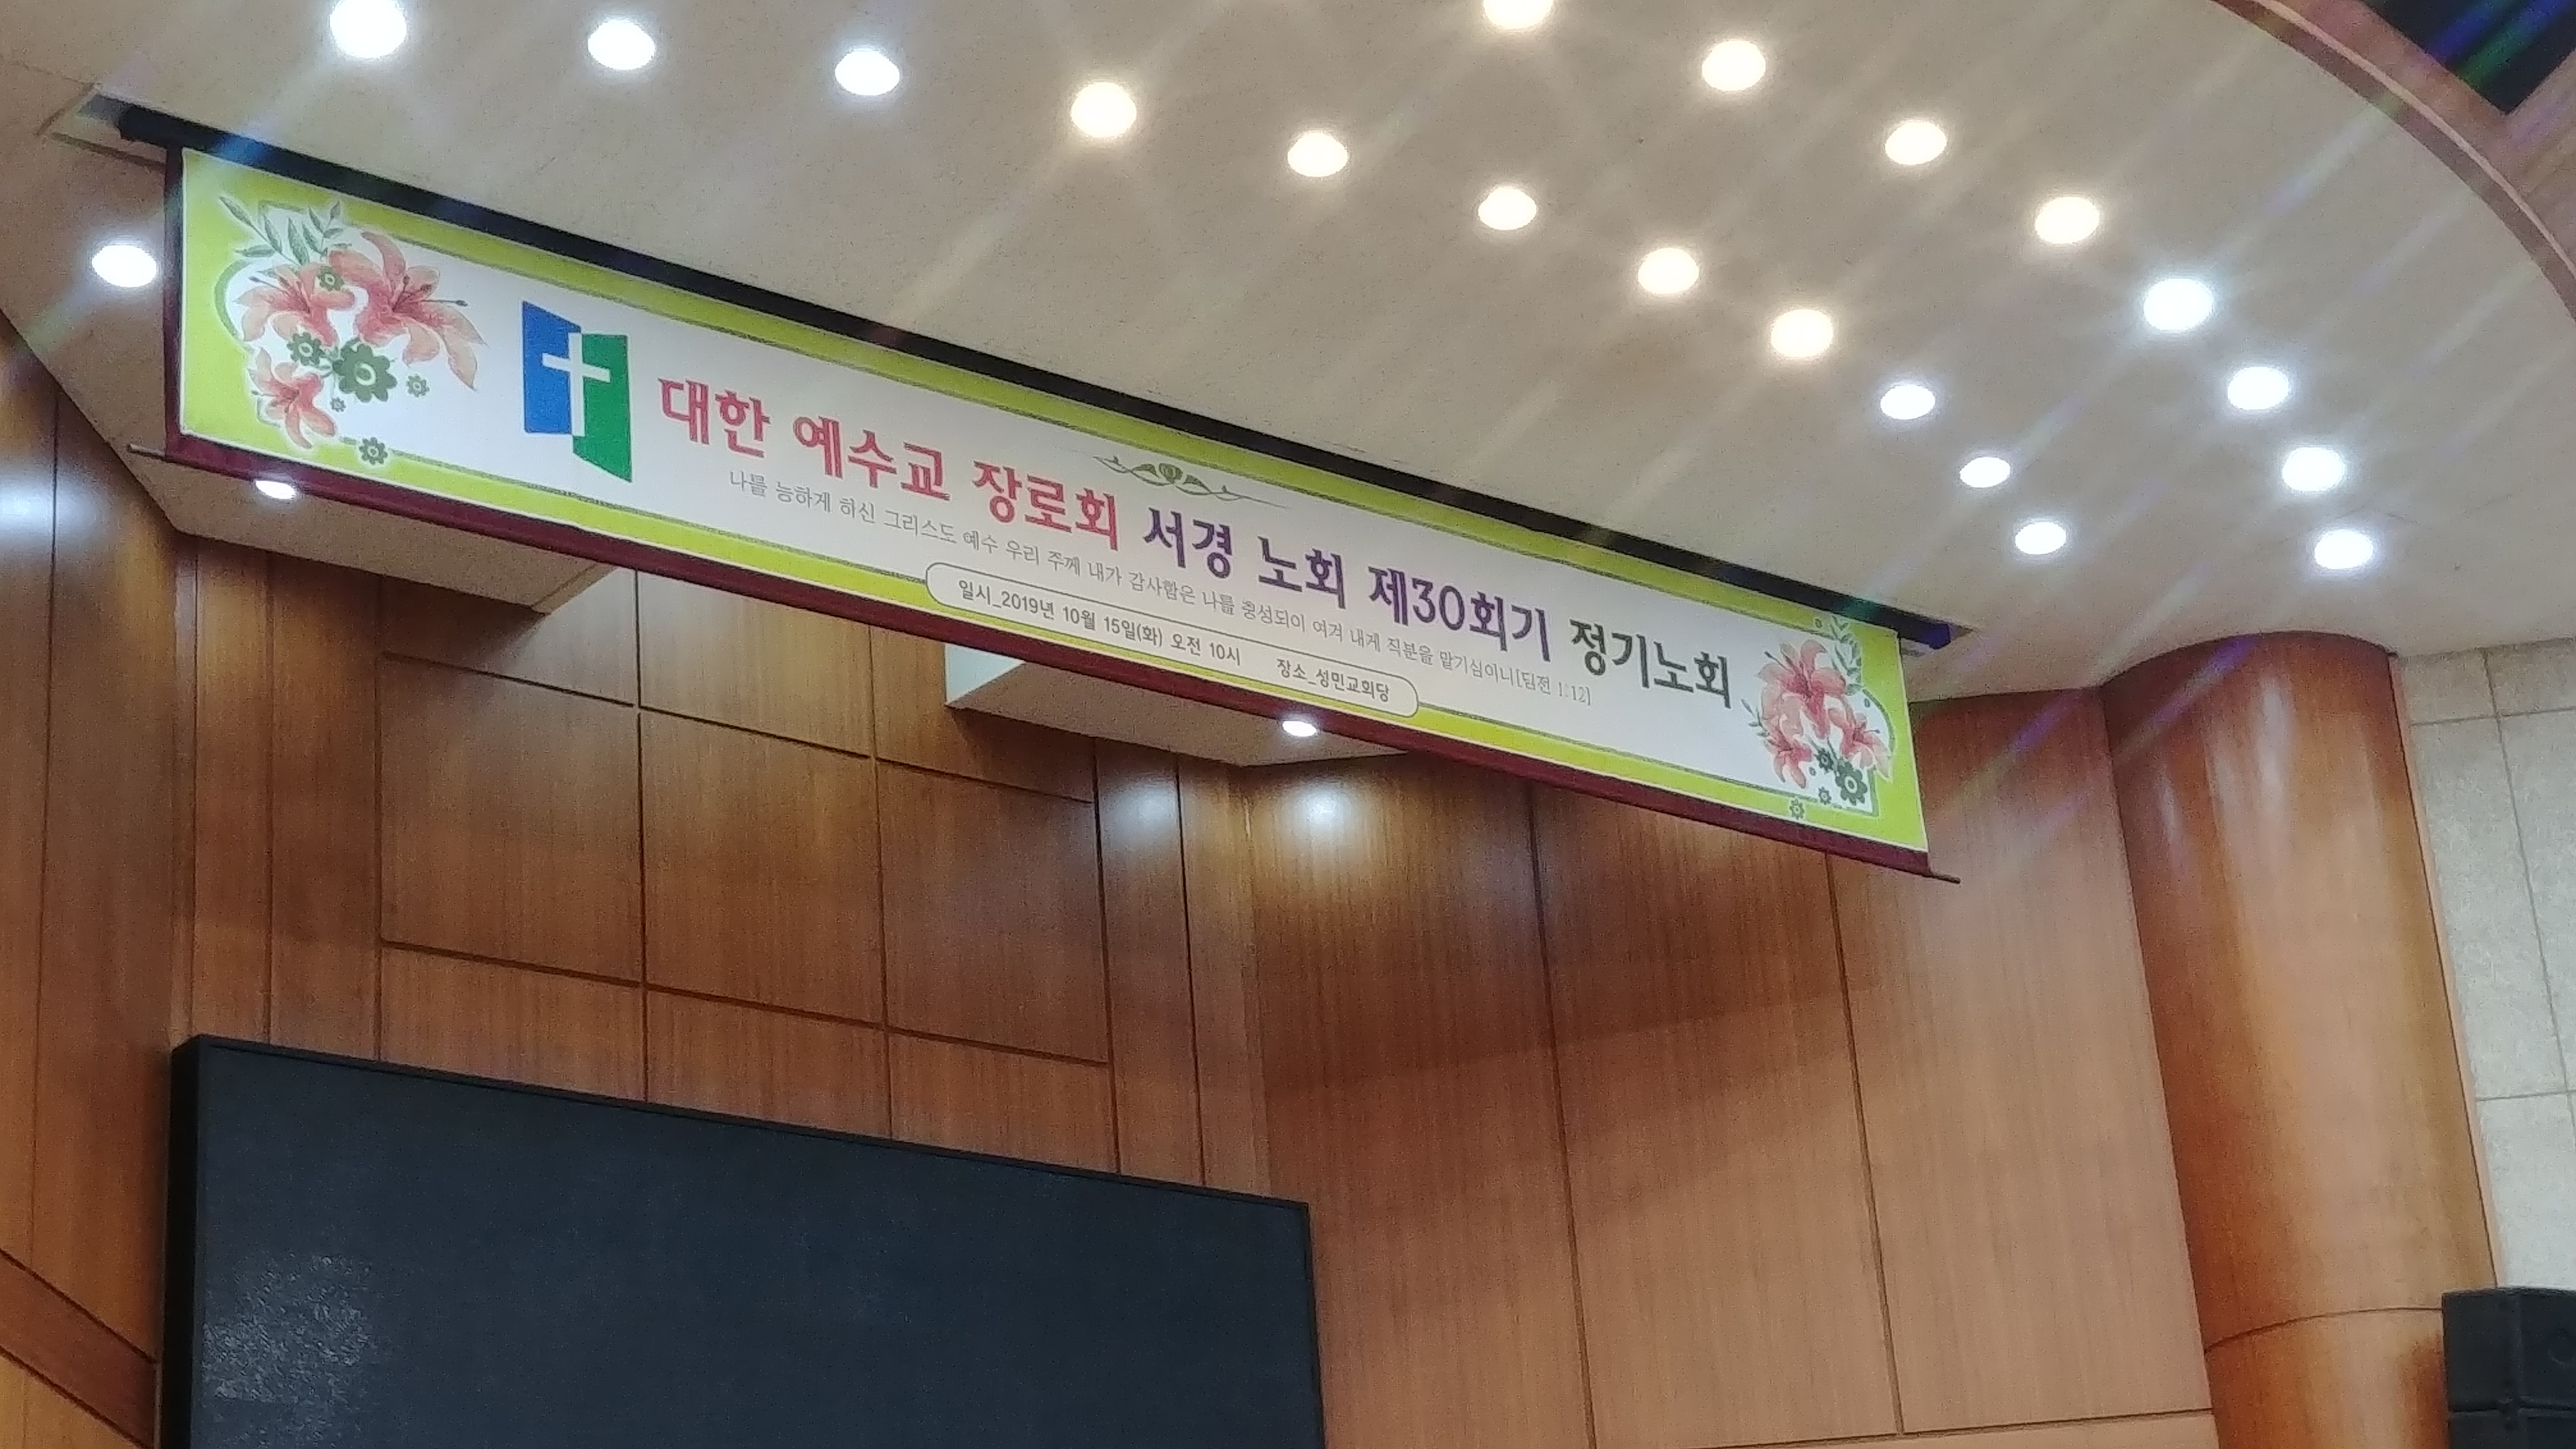 대한 예수교 장로회 서경 노회 제30회기 정기노회
나를 능하게 하신 그리스도 예수 우리 주께 내가 감사함은 나를 충성되이 여겨 내게 직분을 맡기심이니[딤전 1:12]
일시_2019년 10월 15일(화) 오전 10시 장소_성민교회당